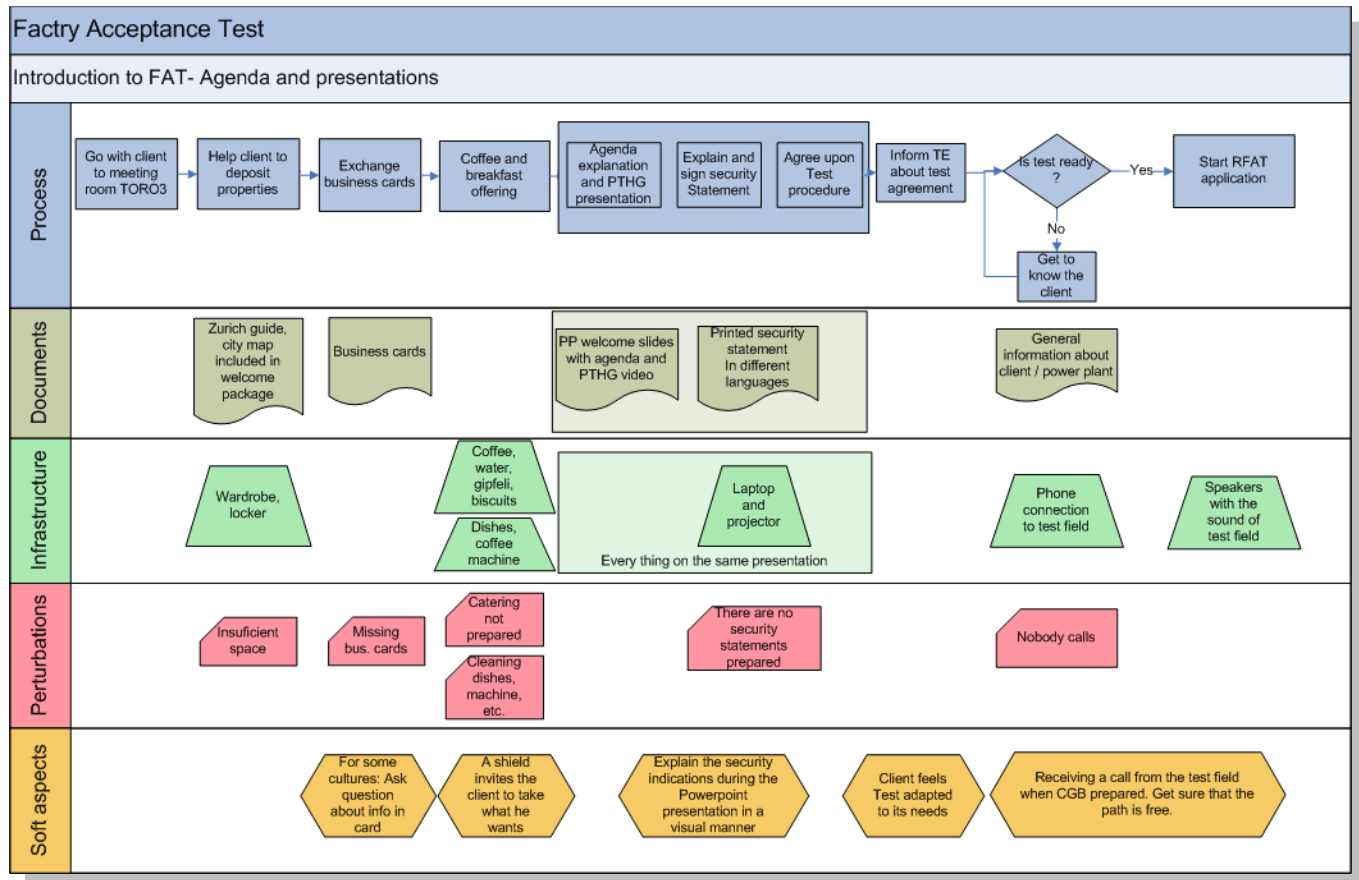 Factry Acceptance Test
Introduction to FAT- Agenda and presentations
Process
Go with client
to meeting
room TORO3
Help client to
deposit
properties
Exchange
business cards
Coffee and
breakfast
offering
Agenda
explanation
and PTHG
presentation
Explain and
sign security
Statement
Agree upon
Test
procedure
Inform TE
about test
agreement
Is test ready
?
Yes
Start RFAT
application
No
Get to
know the
client
Documents
Zurich guide,
city map
included in
welcome
package
Business cards
PP welcome slides
with agenda and
PTHG video
Printed security
statement
In different
languages
General
information about
client / power plant
Infrastructure
Wardrobe,
locker
Coffee,
water,
gipfeli,
biscuits
Dishes,
coffee
machine
Laptop
and
projector
Every thing on the same presentation
Phone
connection
to test field
Speakers
with the
sound of
test field
Perturbations
Insuficient
space
Missing
bus. cards
Catering
not
prepared
Cleaning
dishes,
machine,
etc.
There are no
security
statements
prepared
Nobody calls
Soft aspects
For some
cultures: Ask
question
about info in
card
A shield
invites the
client to take
what he
wants
Explain the security
indications during the
Powerpoint
presentation in a
visual manner
Client feels
Test adapted
to its needs
Receiving a call from the test field
when CGB prepared. Get sure that the
path is free.